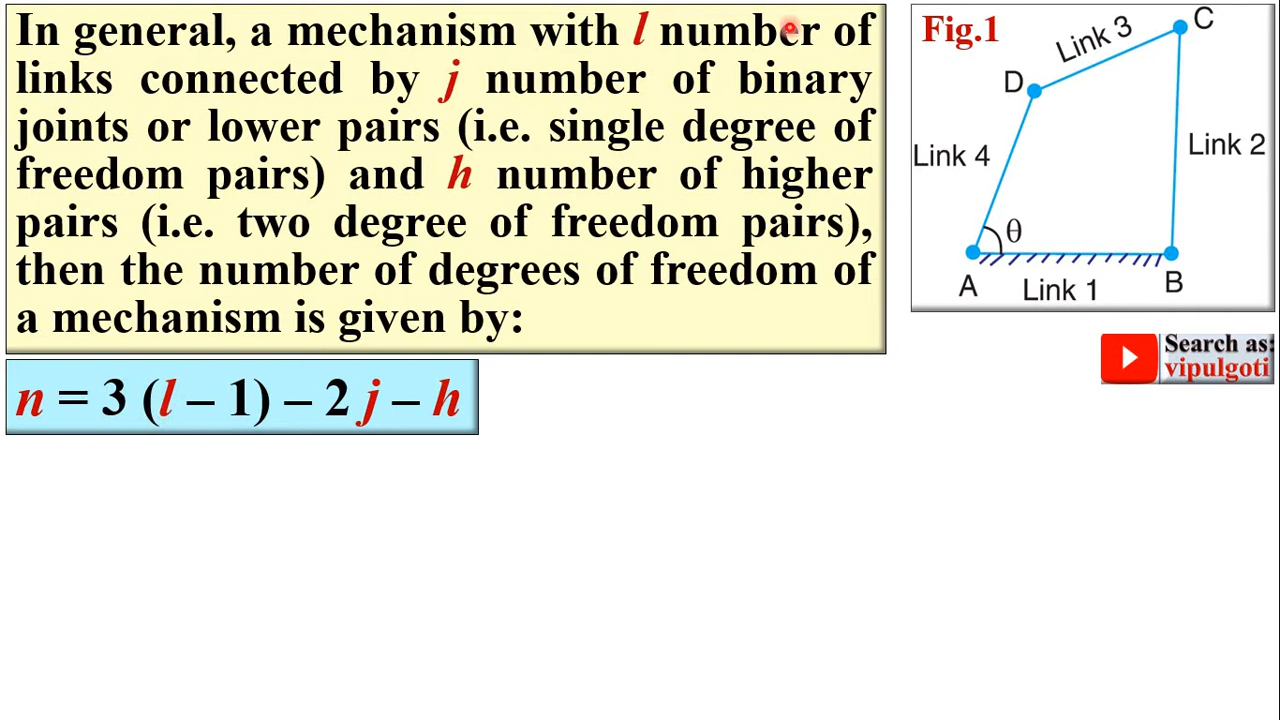 In general, a mechanism with l number of
links connected by j number of binary
joints or lower pairs (i.e. single degree of
freedom pairs) and h number of higher
pairs (i.e. two degree of freedom pairs),
then the number of degrees of freedom of
a mechanism is given by:
n = 3 (l – 1) – 2 j – h
Fig.1
C
Link 3
D
Link 4
Link 2
θ
A
B
Link 1
Search as:
vipulgoti